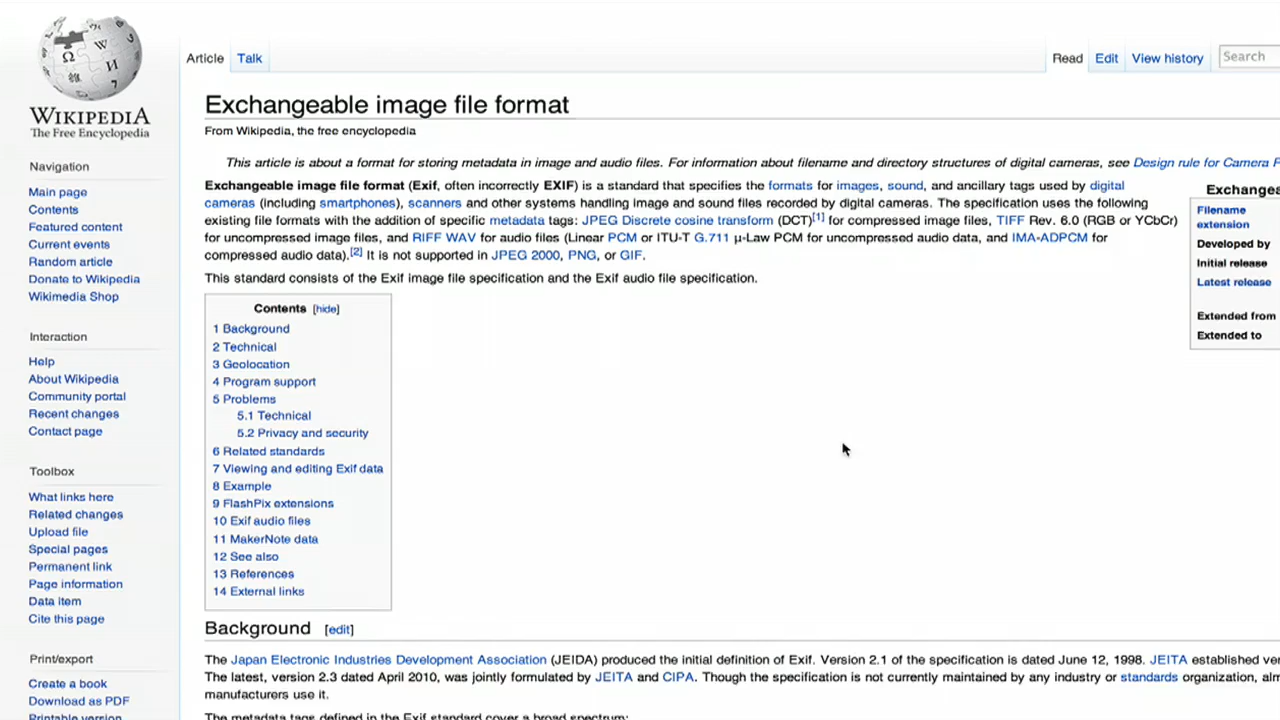 WIKIPEDIA
The Free Encyclopedia
Article Talk
Read Edit View history Search
Exchangeable image file format
From Wikipedia, the free encyclopedia
This article is about a format for storing metadata in image and audio files. For information about filename and directory structures of digital cameras, see Design rule for Camera F
Exchangeable image file format (Exif, often incorrectly EXIF) is a standard that specifies the formats for images, sound, and ancillary tags used by digital
cameras (including smartphones), scanners and other systems handling image and sound files recorded by digital cameras. The specification uses the following
existing file formats with the addition of specific metadata tags: JPEG Discrete cosine transform (DCT)[1] for compressed image files, TIFF Rev. 6.0 (RGB or YCbCr)
for uncompressed image files, and RIFF WAV for audio files (Linear PCM or ITU-T G.711 μ-Law PCM for uncompressed audio data, and IMA-ADPCM for
compressed audio data).[2] It is not supported in JPEG 2000, PNG, or GIF.
This standard consists of the Exif image file specification and the Exif audio file specification.
Exchangea
Filename
extension
Developed by
Initial release
Latest release
Extended from
Extended to
Navigation
Main page
Contents
Featured content
Current events
Random article
Donate to Wikipedia
Wikimedia Shop
Interaction
Help
About Wikipedia
Community portal
Recent changes
Contact page
Toolbox
What links here
Related changes
Upload file
Special pages
Permanent link
Page information
Data item
Cite this page
Print/export
Create a book
Download as PDF
Printable version
Contents [hide]
1 Background
2 Technical
3 Geolocation
4 Program support
5 Problems
5.1 Technical
5.2 Privacy and security
6 Related standards
7 Viewing and editing Exif data
8 Example
9 FlashPix extensions
10 Exif audio files
11 MakerNote data
12 See also
13 References
14 External links
Background [edit]
The Japan Electronic Industries Development Association (JEIDA) produced the initial definition of Exif. Version 2.1 of the specification is dated June 12, 1998. JEITA established ve
The latest, version 2.3 dated April 2010, was jointly formulated by JEITA and CIPA. Though the specification is not currently maintained by any industry or standards organization, alm
manufacturers use it.
The metadata tags defined in the Exif standard cover a broad spectrum: